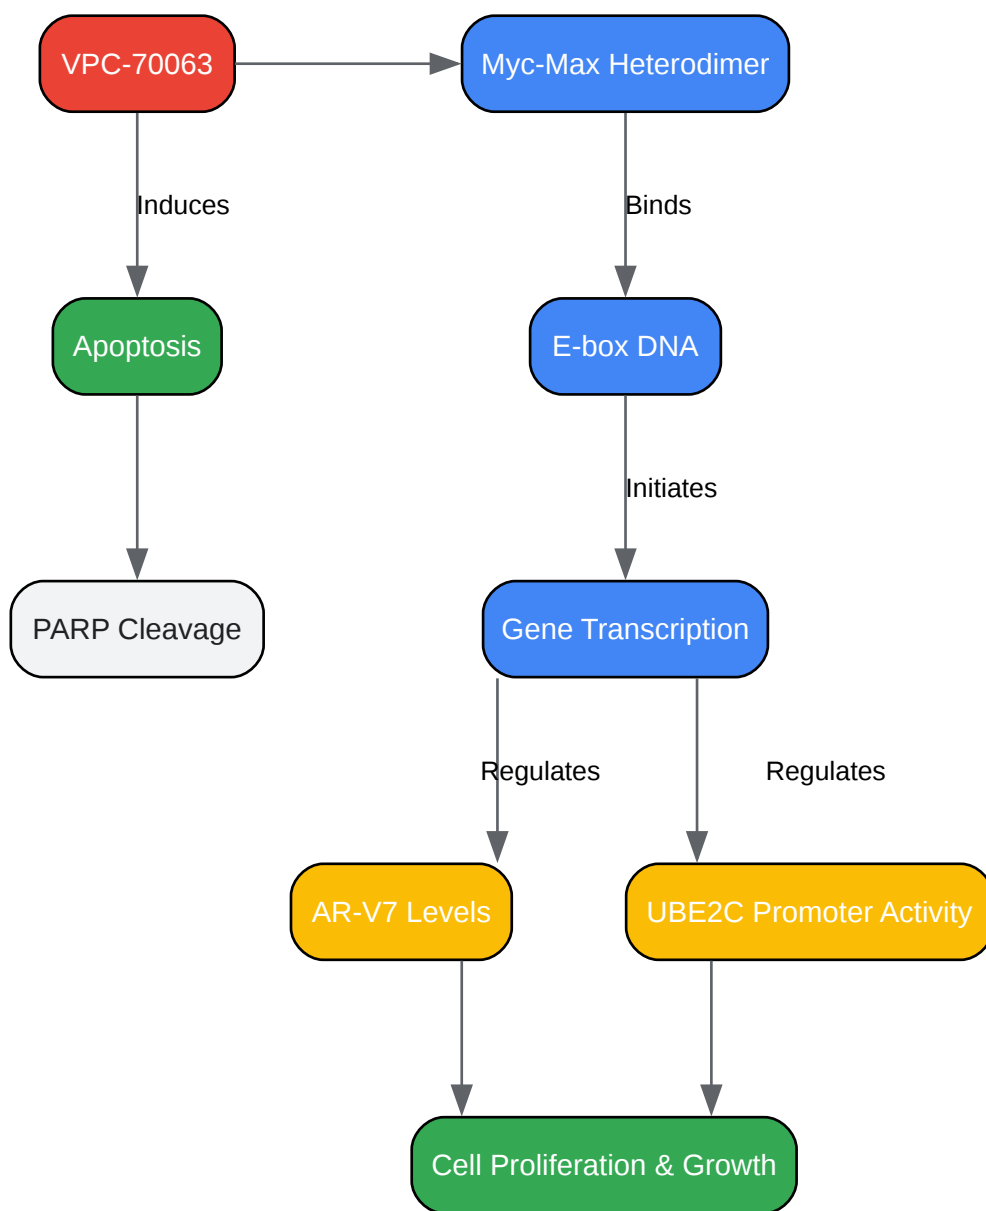 VPC-70063
Myc-Max Heterodimer
Induces
Binds
Apoptosis
E-box DNA
Initiates
PARP Cleavage
Gene Transcription
Regulates
Regulates
AR-V7 Levels
UBE2C Promoter Activity
Cell Proliferation & Growth